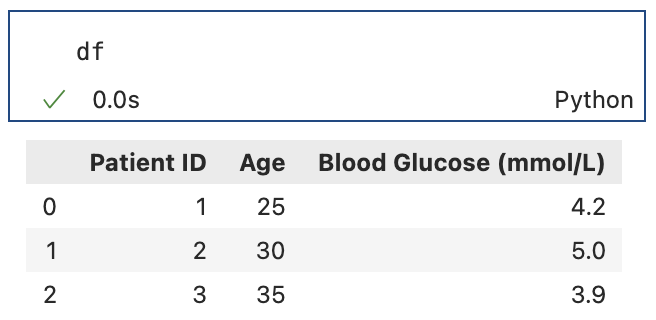 df
0.0s Python
Patient ID Age Blood Glucose (mmol/L)
0 1 25 4.2
1 2 30 5.0
2 3 35 3.9